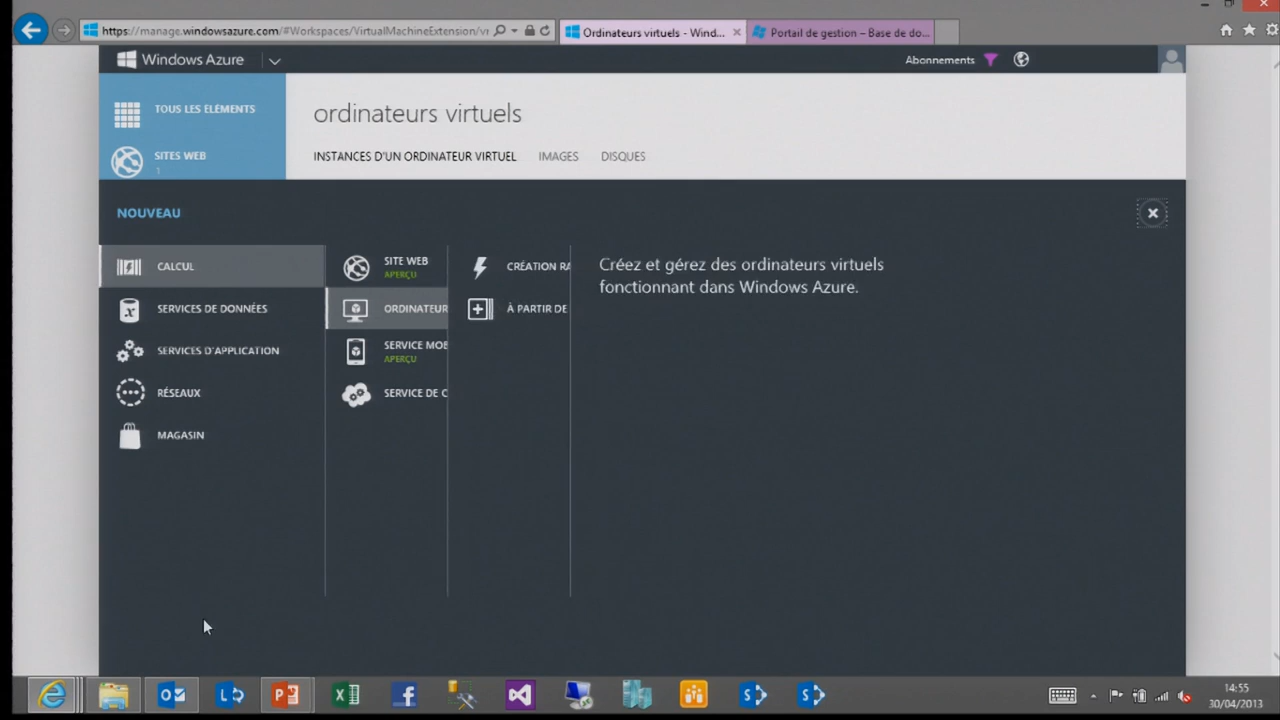 https://manage.windowsazure.com/#Workspaces/VirtualMachineExtension/vr
Ordinateurs virtuels - Wind...
Portail de gestion – Base de do...
Windows Azure
Abonnements
TOUS LES ÉLÉMENTS
SITES WEB
1
ordinateurs virtuels
INSTANCES D'UN ORDINATEUR VIRTUEL
IMAGES
DISQUES
NOUVEAU
CALCUL
SERVICES DE DONNÉES
SERVICES D'APPLICATION
RÉSEAUX
MAGASIN
SITE WEB
APERÇU
ORDINATEUR
SERVICE MOB
APERÇU
SERVICE DE C
CRÉATION RA
À PARTIR DE
Créez et gérez des ordinateurs virtuels
fonctionnant dans Windows Azure.
14:55
30/04/2013